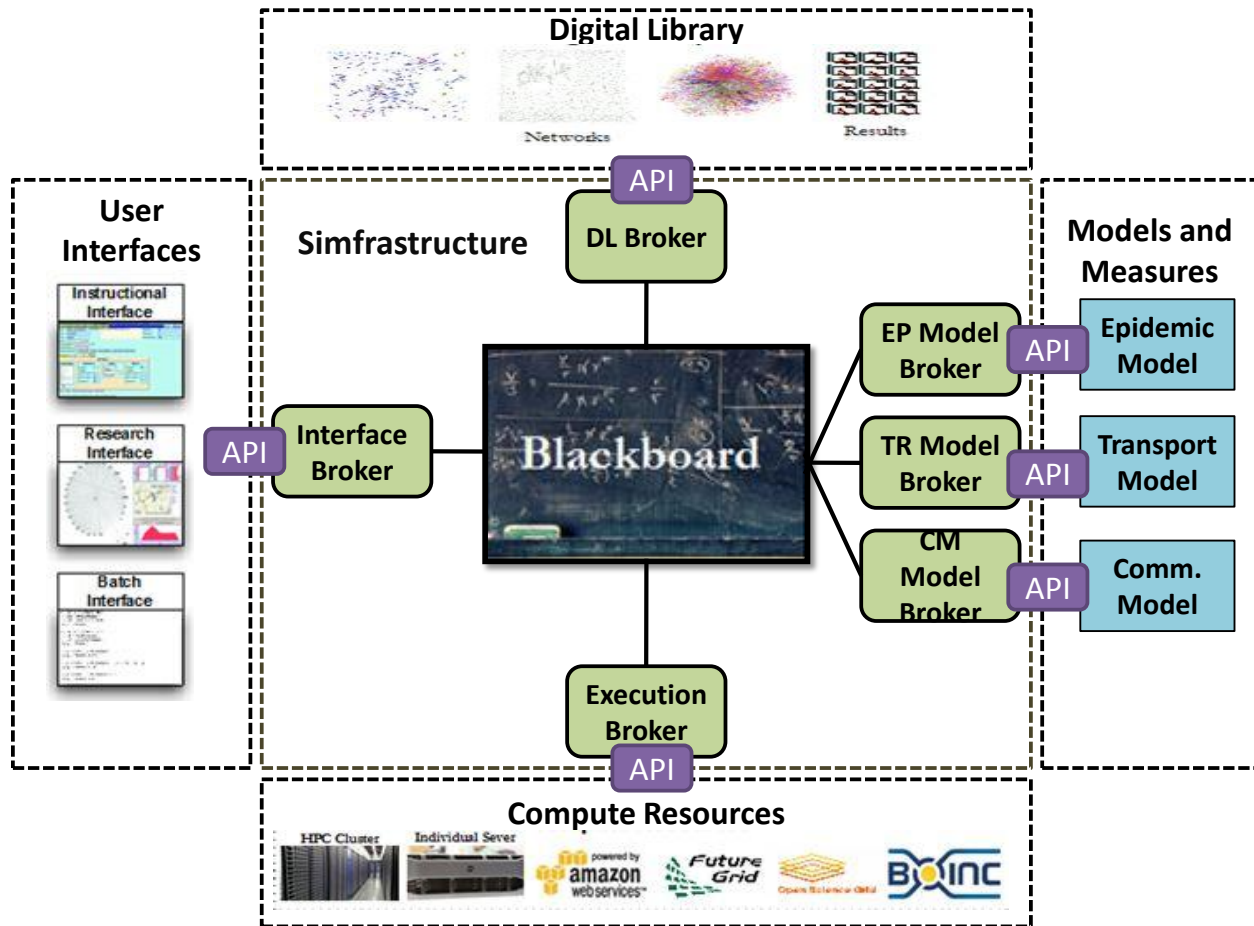 Digital Library
Networks
Results
API
DL Broker
User
Interfaces
Simfrastructure
Models and
Measures
Instructional
Interface
Research
Interface
Batch
Interface
API
Interface
Broker
Blackboard
EP Model
Broker
API
Epidemic
Model
TR Model
Broker
API
Transport
Model
CM
Model
Broker
API
Comm.
Model
Execution
Broker
API
Compute Resources
HPC Cluster
Individual Sever
powered by
amazon
webservices™
Future
Grid
Open Science Grid
BOINC